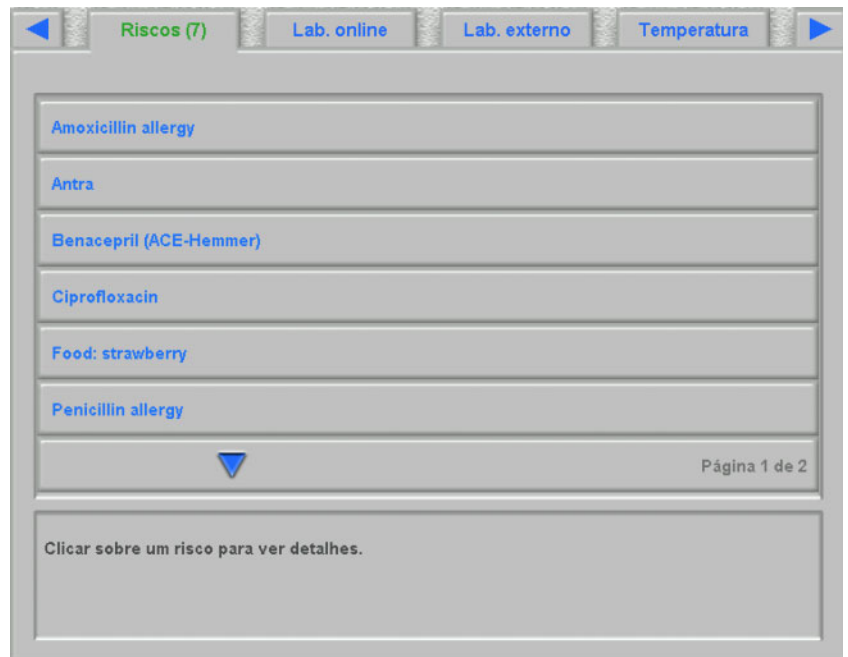 Riscos (7) Lab. online Lab. externo Temperatura
Amoxicillin allergy
Antra
Benacepril (ACE-Hemmer)
Ciprofloxacin
Food: strawberry
Penicillin allergy
Página 1 de 2
Clicar sobre um risco para ver detalhes.